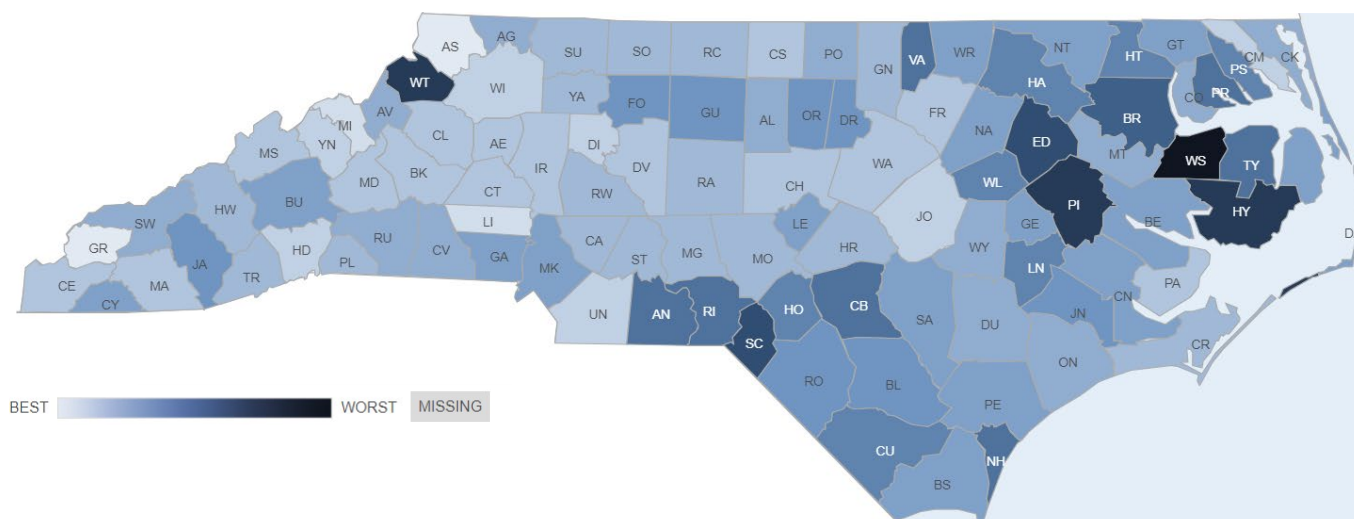 AS AG SU SO RC CS PO GN VA WR NT HT GT CM CK
WT WI HA PS
YA FO GU AL OR DR FR PR CO
AV CL AE DI NA ED BR
MI YN MS MD BK CT IR DV RA CH WA MT WS TY
RW WL
BU LI PI HY
SW HW JO BE
GR HD RU CV GA MK CA LE GE
JA TR PL ST MG MO HR WY LN
CE MA CY PA CN D
UN AN RI HO CB SA DU JN
SC CR
RO BL ON
PE
BEST WORST MISSING
CU NH
BS